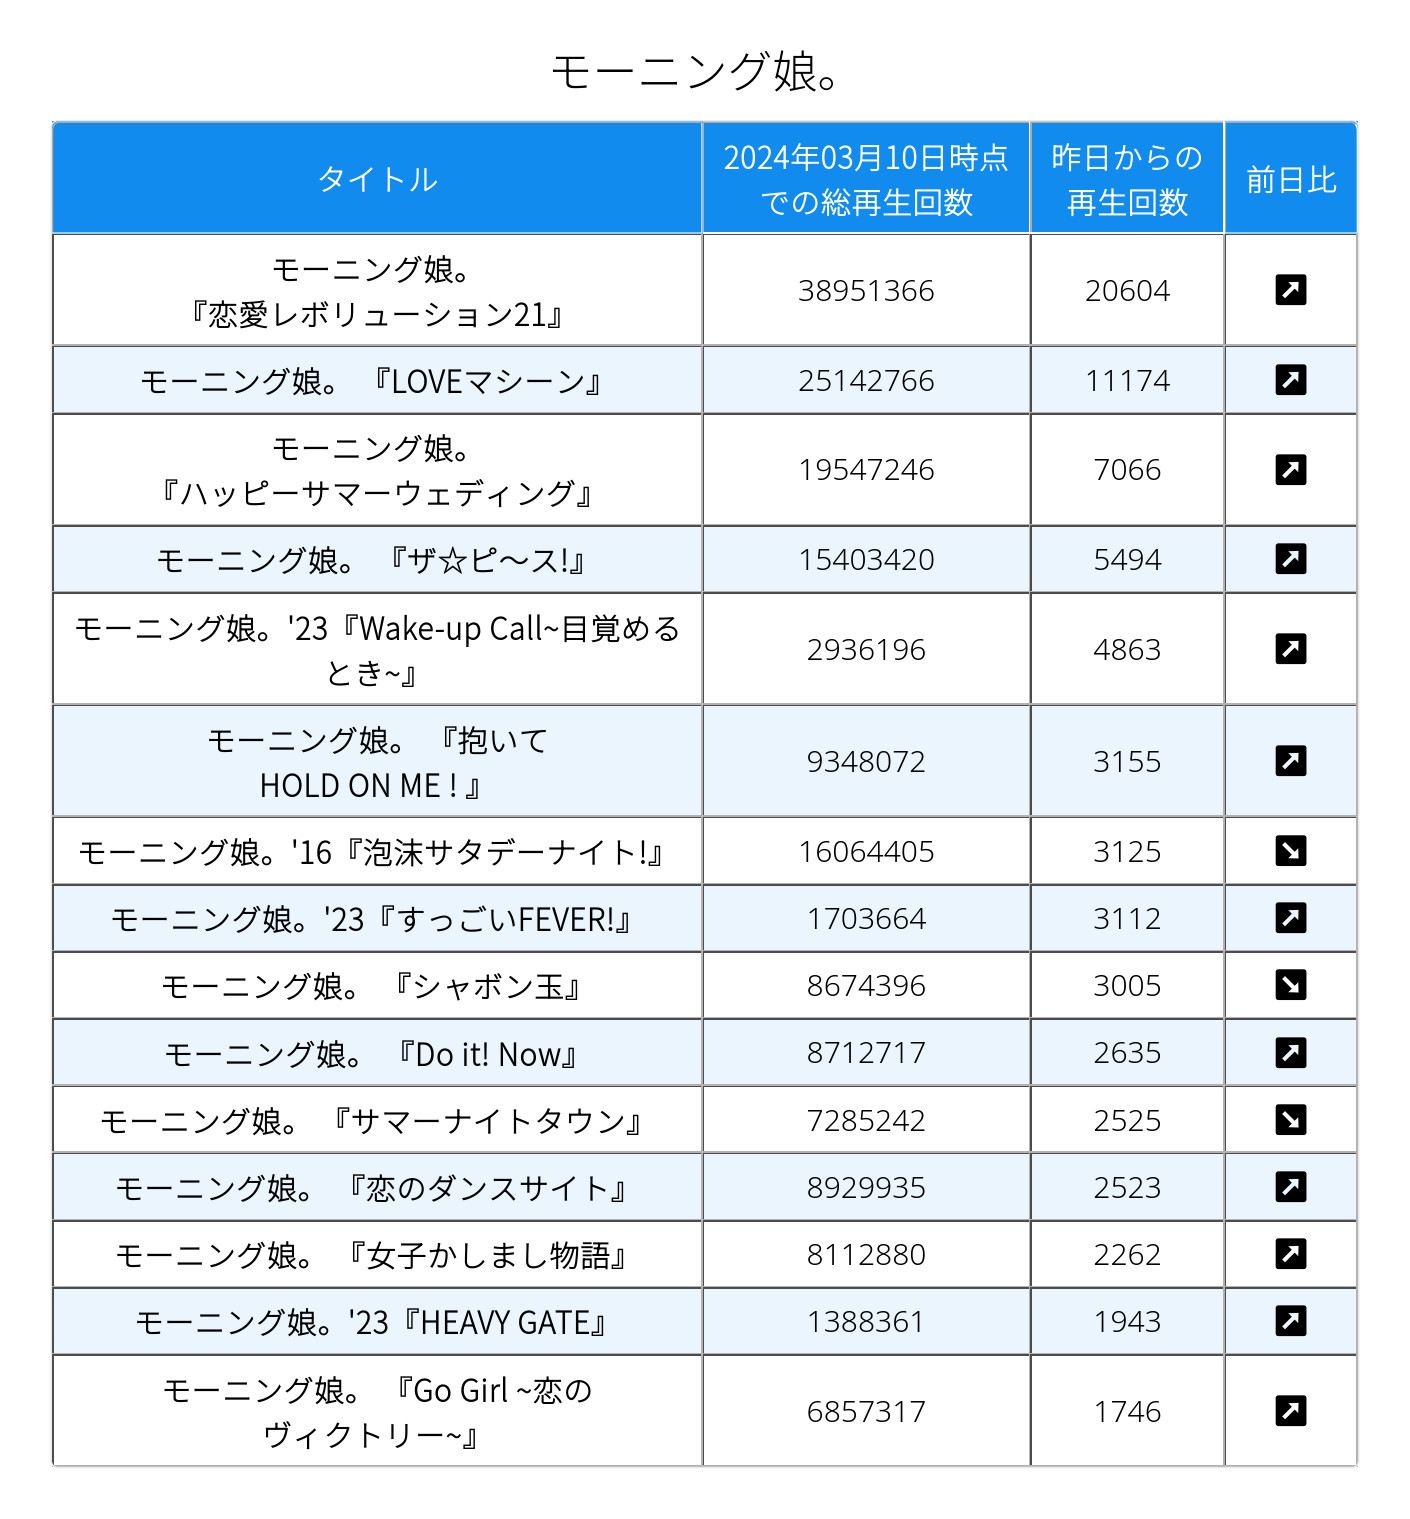 モーニング娘。
タイトル
2024年03月10日時点
での総再生回数
昨日からの
再生回数
前日比
モーニング娘。
『恋愛レボリューション21』
38951366
20604
モーニング娘。 『LOVEマシーン』
25142766
11174
モーニング娘。
『ハッピーサマーウェディング』
19547246
7066
モーニング娘。 『ザ☆ピ〜ス!』
15403420
5494
モーニング娘。'23『Wake-up Call~目覚める
とき~』
2936196
4863
モーニング娘。 『抱いて
HOLD ON ME ! 』
9348072
3155
モーニング娘。'16『泡沫サタデーナイト!』
16064405
3125
モーニング娘。'23『すっごいFEVER!』
1703664
3112
モーニング娘。 『シャボン玉』
8674396
3005
モーニング娘。 『Do it! Now』
8712717
2635
モーニング娘。 『サマーナイトタウン』
7285242
2525
モーニング娘。 『恋のダンスサイト』
8929935
2523
モーニング娘。 『女子かしまし物語』
8112880
2262
モーニング娘。'23『HEAVY GATE』
1388361
1943
モーニング娘。 『Go Girl ~恋の
ヴィクトリー~』
6857317
1746